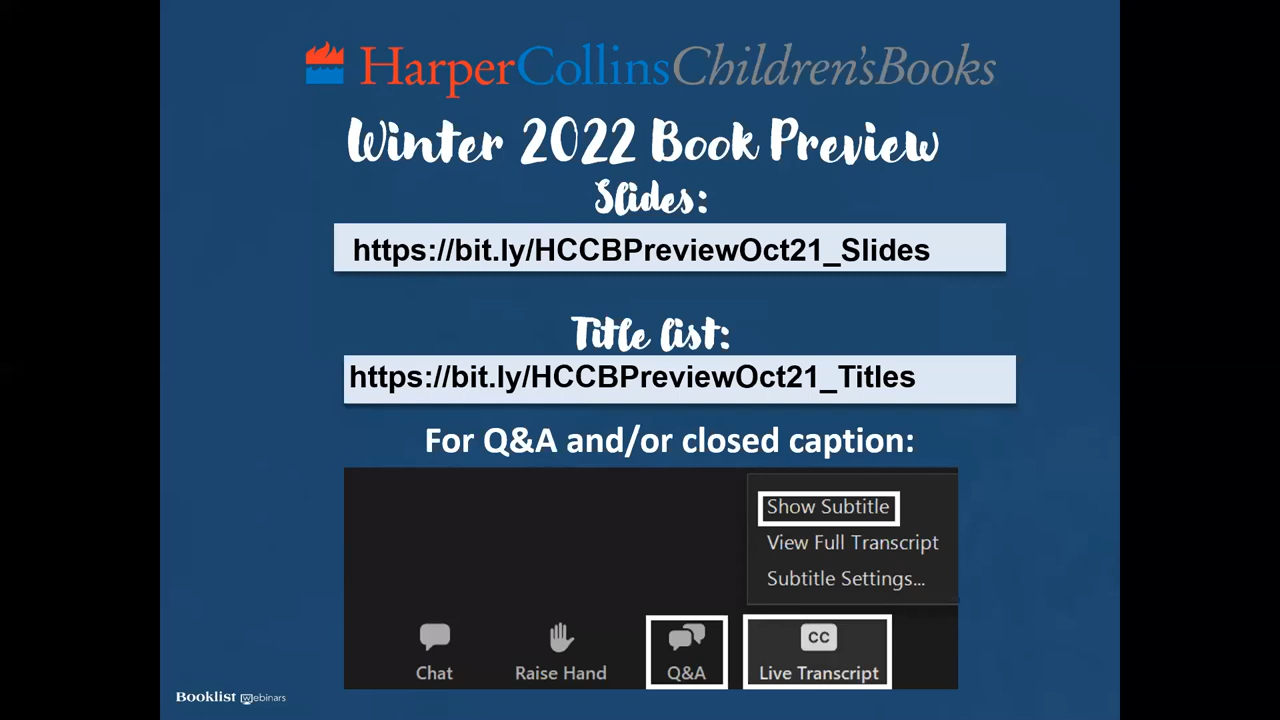 HarperCollinsChildren'sBooks
Winter 2022 Book Preview
Slides:
https://bit.ly/HCCBPreviewOct21_Slides
Title list:
https://bit.ly/HCCBPreviewOct21_Titles
For Q&A and/or closed caption:
Show Subtitle
View Full Transcript
Subtitle Settings...
Chat
Raise Hand
Q&A
CC
Live Transcript
Booklist Webinars